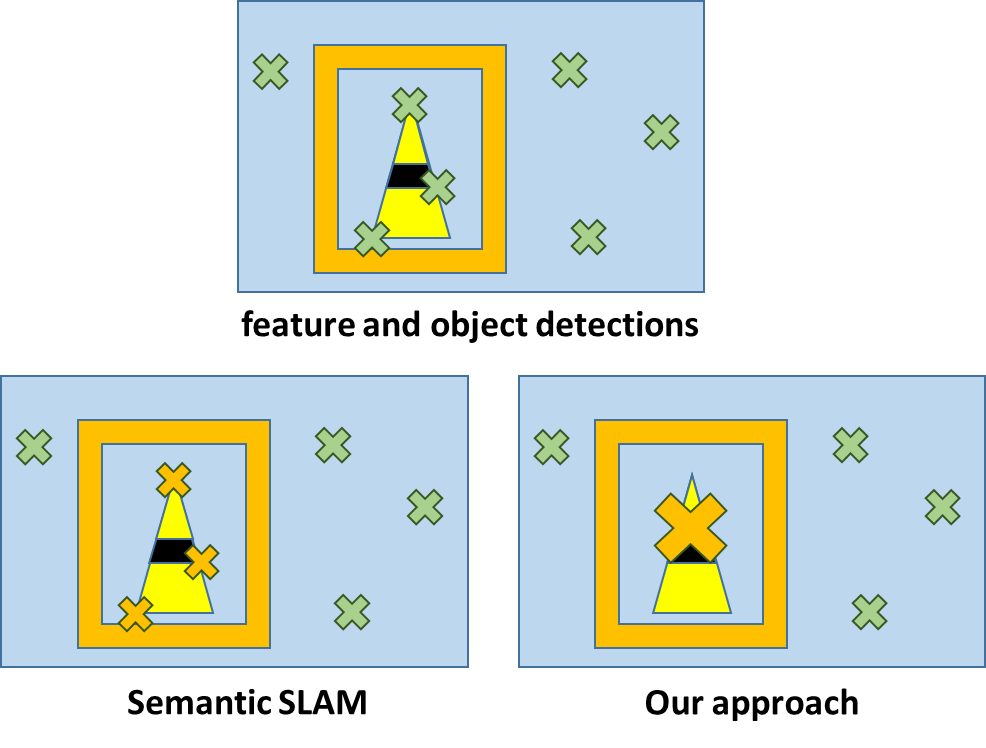 feature and object detections
Semantic SLAM
Our approach